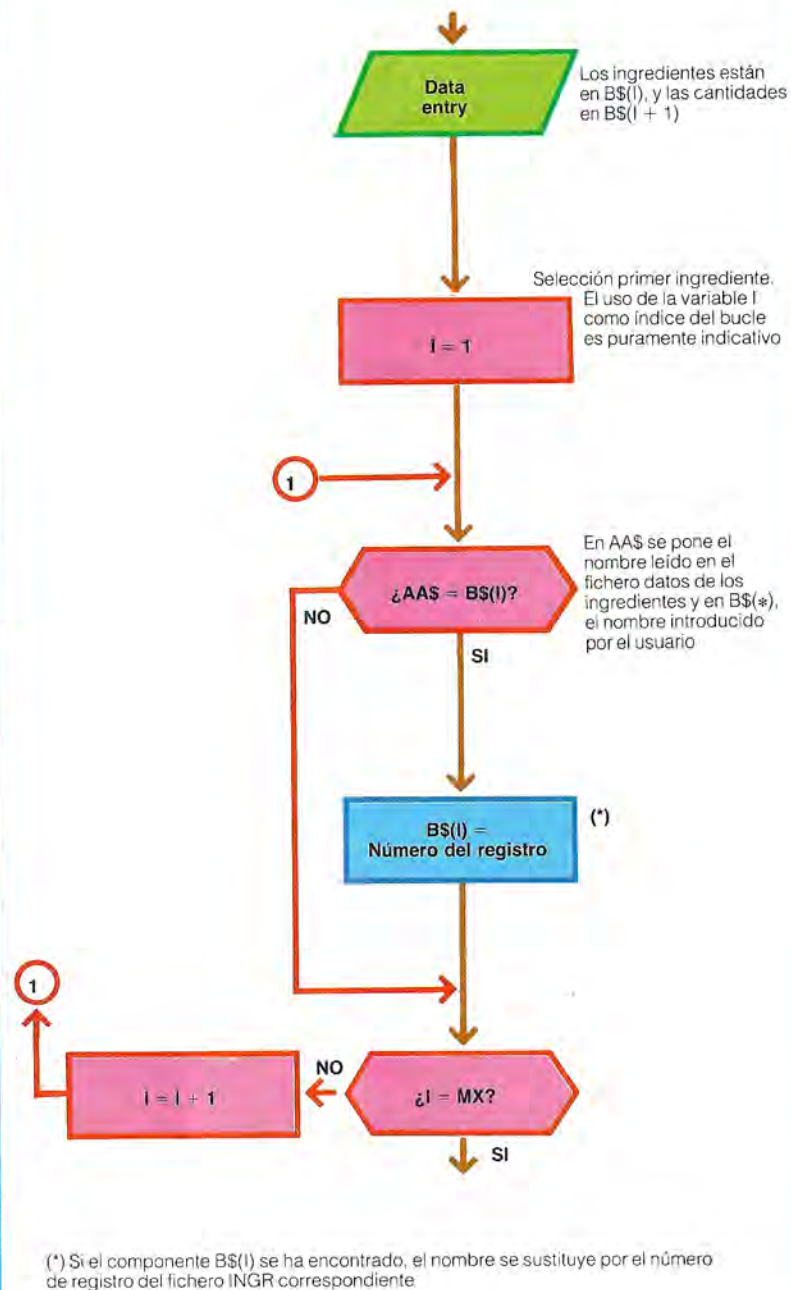 Data
entry
Los ingredientes están
en B$(I), y las cantidades
en B$(I + 1)
Selección primer ingrediente.
El uso de la variable I
como índice del bucle
es puramente indicativo
I = 1
1
En AA$ se pone el
nombre leído en el
fichero datos de los
ingredientes y en B$(*),
el nombre introducido
por el usuario
¿AA$ = B$(I)?
NO
SI
B$(I) =
Número del registro
(*)
1
I = I + 1
NO
¿I = MX?
SI
(*) Si el componente B$(I) se ha encontrado, el nombre se sustituye por el número
de registro del fichero INGR correspondiente